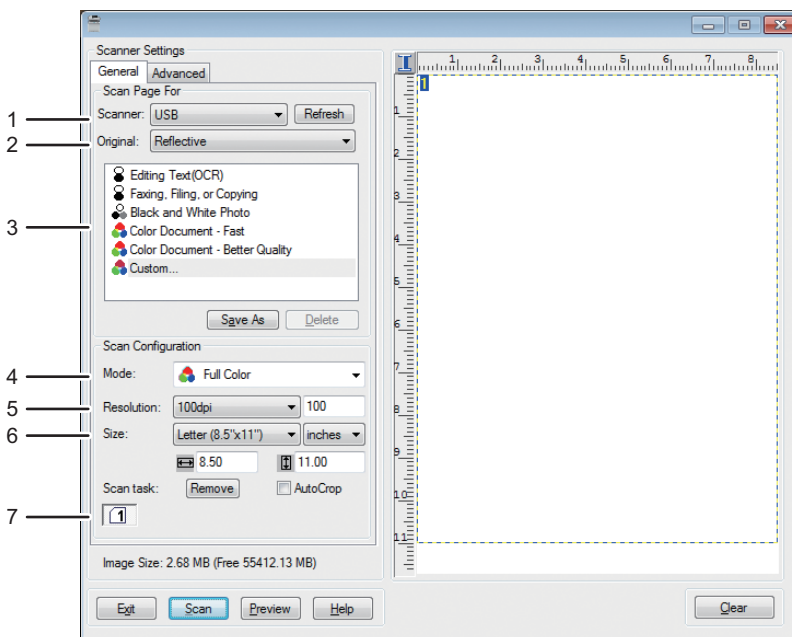 Scanner Settings
General Advanced
Scan Page For
1 Scanner: USB Refresh
2 Original: Reflective
3
Editing Text(OCR)
Faxing, Filing, or Copying
Black and White Photo
Color Document - Fast
Color Document - Better Quality
Custom...
Save As Delete
Scan Configuration
4 Mode: Full Color
5 Resolution: 100dpi 100
6 Size: Letter (8.5"x11") inches
8.50 11.00
Scan task: Remove AutoCrop
7 1
Image Size: 2.68 MB (Free 55412.13 MB)
Exit Scan Preview Help
1 2 3 4 5 6 7 8
1
1
2
3
4
5
6
7
8
9
10
11
Clear